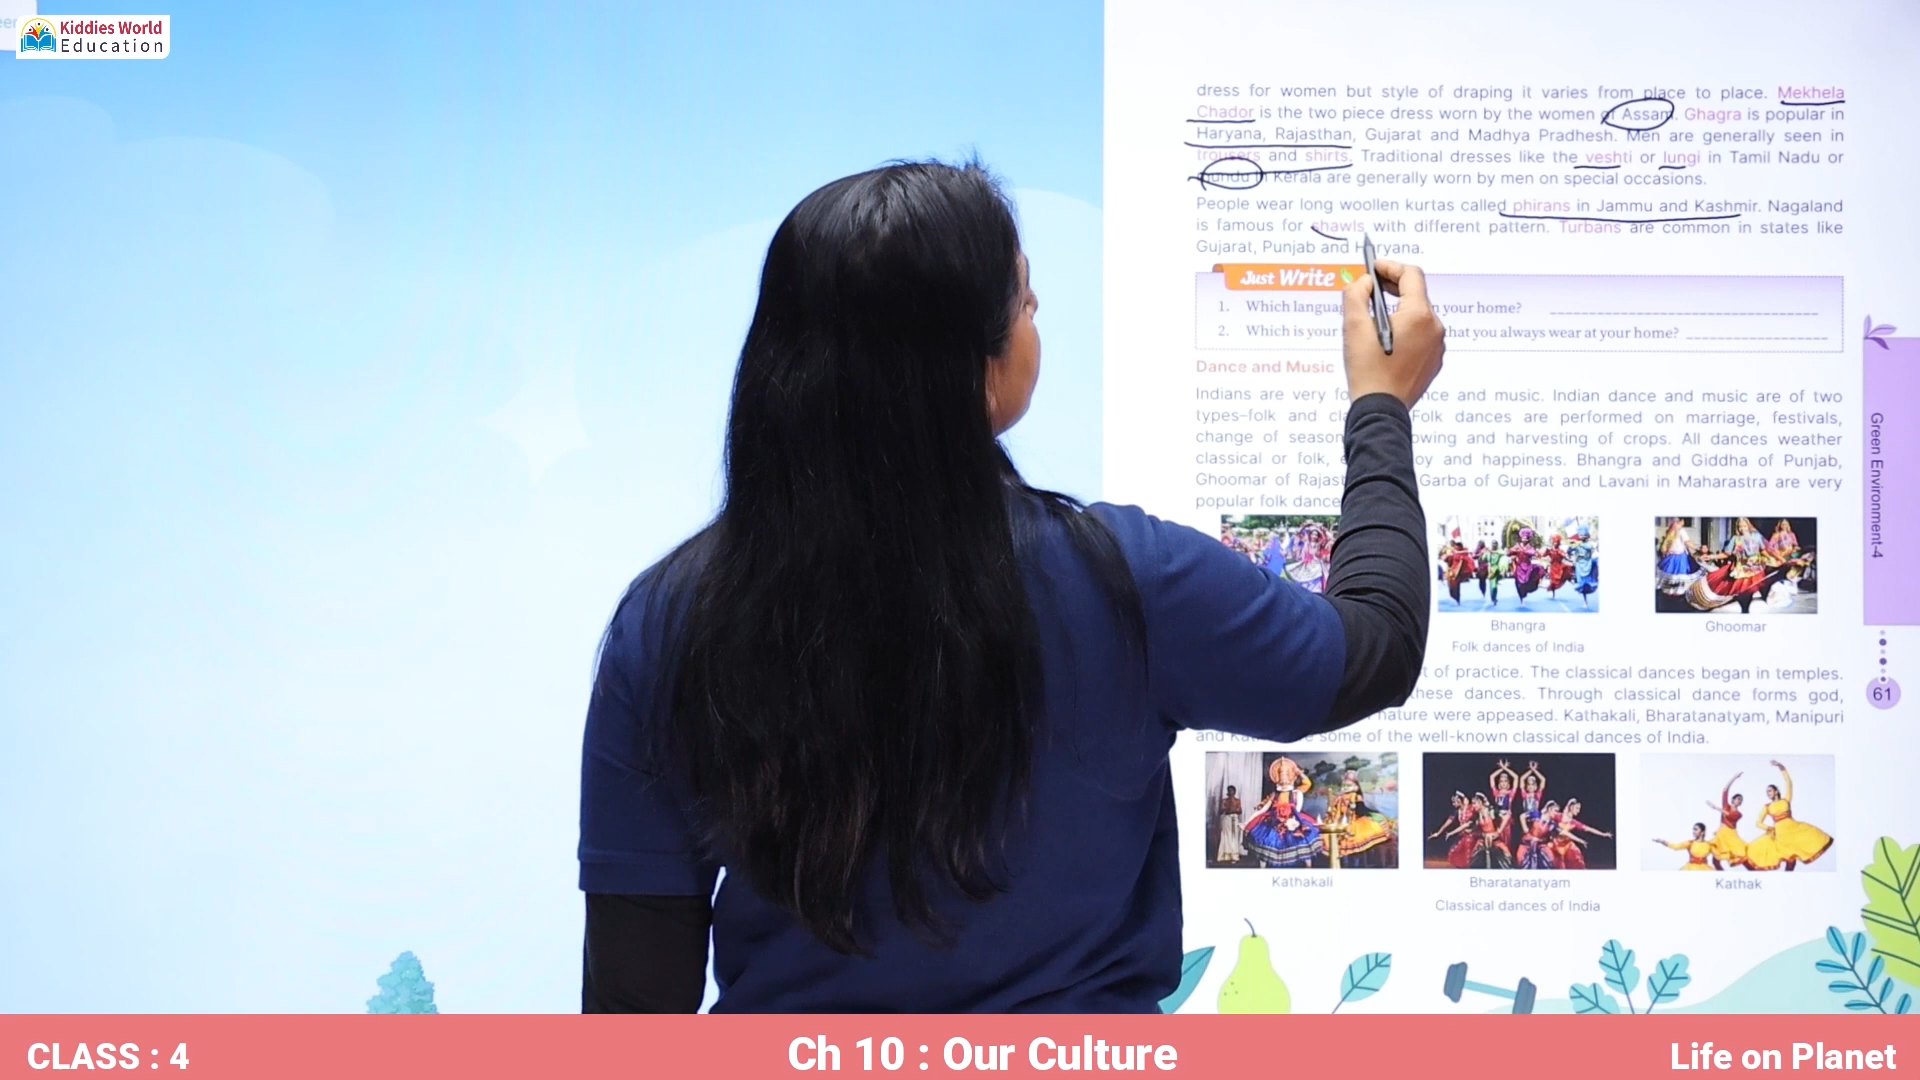 Kiddies World
Education
dress for women but style of draping it varies from place to place. Mekhela
Chador is the two piece dress worn by the women of Assam. Ghagra is popular in
Haryana, Rajasthan, Gujarat and Madhya Pradhesh. Men are generally seen in
trousers and shirts. Traditional dresses like the veshti or lungi in Tamil Nadu or
mundu in Kerala are generally worn by men on special occasions.
People wear long woollen kurtas called phirans in Jammu and Kashmir. Nagaland
is famous for shawls with different pattern. Turbans are common in states like
Gujarat, Punjab and Haryana.
Just Write
1. Which in your home?
2. Which is your that you always wear at your home?
Dance and Music
Indians are very and music. Indian dance and music are of two
types–folk and Folk dances are performed on marriage, festivals,
change of and harvesting of crops. All dances weather
classical or folk, and happiness. Bhangra and Giddha of Punjab,
Ghoomar of Garba of Gujarat and Lavani in Maharastra are very
popular folk
Bhangra
Ghoomar
Folk dances of India
of practice. The classical dances began in temples.
these dances. Through classical dance forms god,
nature were appeased. Kathakali, Bharatanatyam, Manipuri
and some of the well-known classical dances of India.
Kathakali
Bharatanatyam
Kathak
Classical dances of India
Green Environment-4
61
CLASS : 4
Ch 10 : Our Culture
Life on Planet